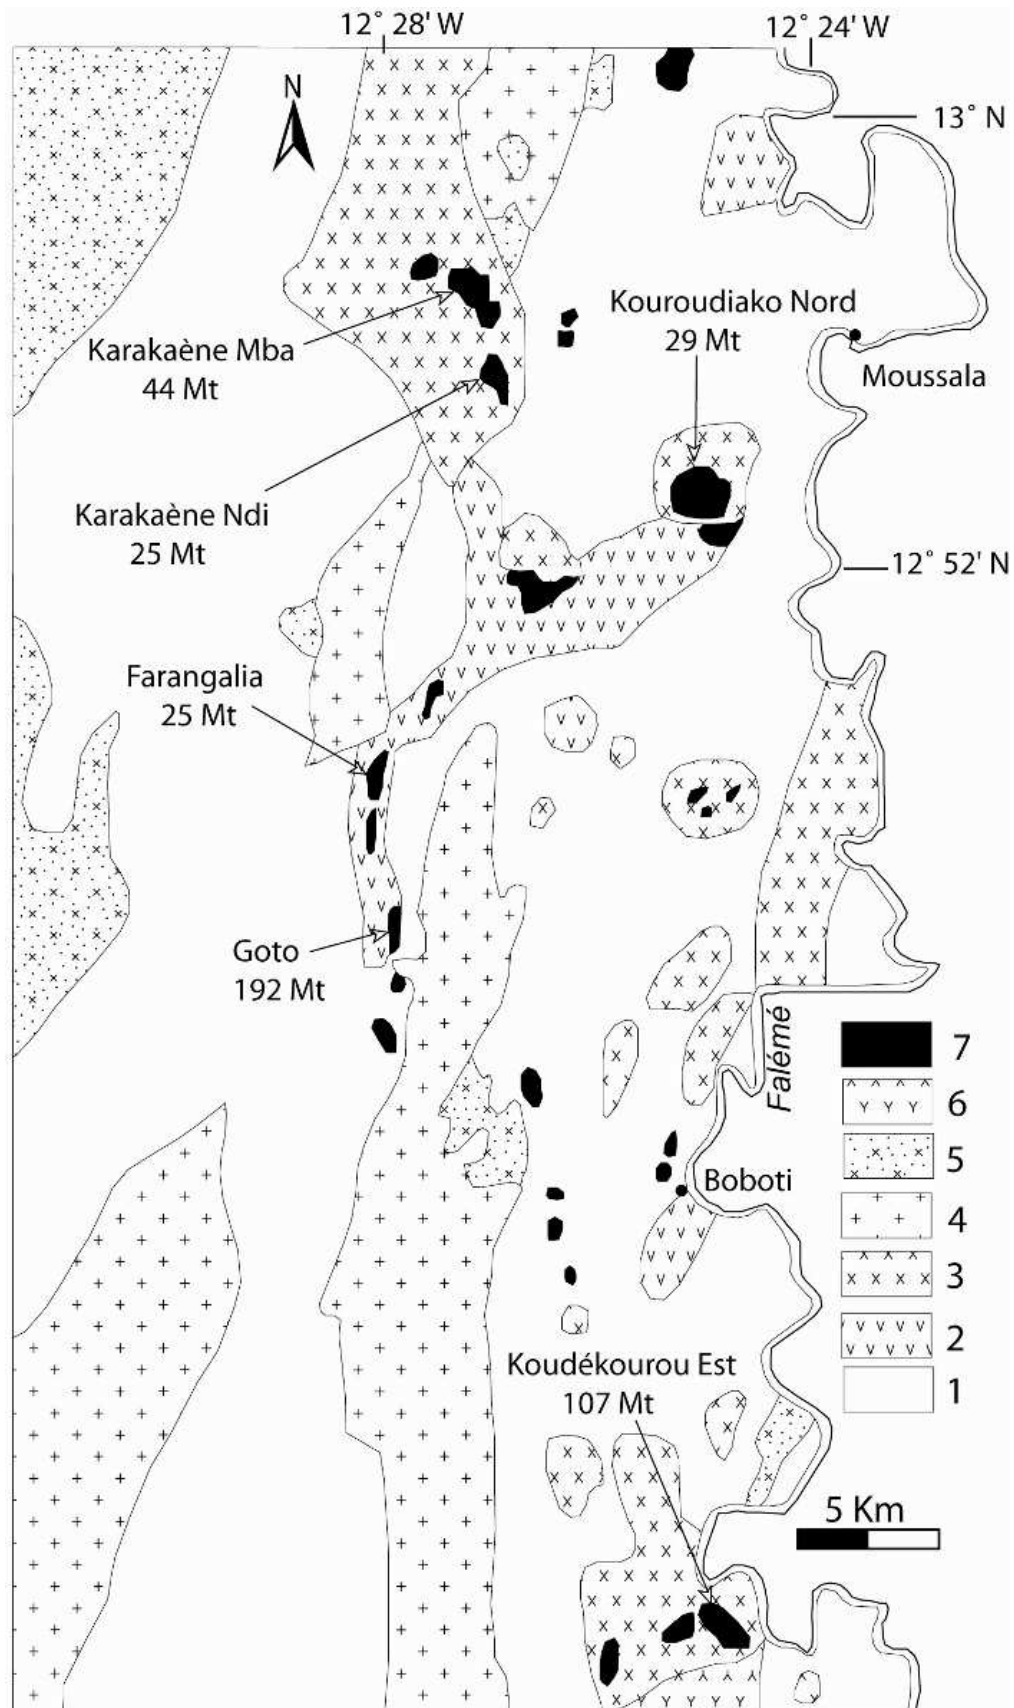 12° 28' W
12° 24' W
N
13° N
Kouroudiako Nord
29 Mt
Karakaène Mba
44 Mt
Moussala
Karakaène Ndi
25 Mt
12° 52' N
Farangalia
25 Mt
Goto
192 Mt
Falémé
7
6
5
4
3
2
1
Boboti
Koudékourou Est
107 Mt
5 Km